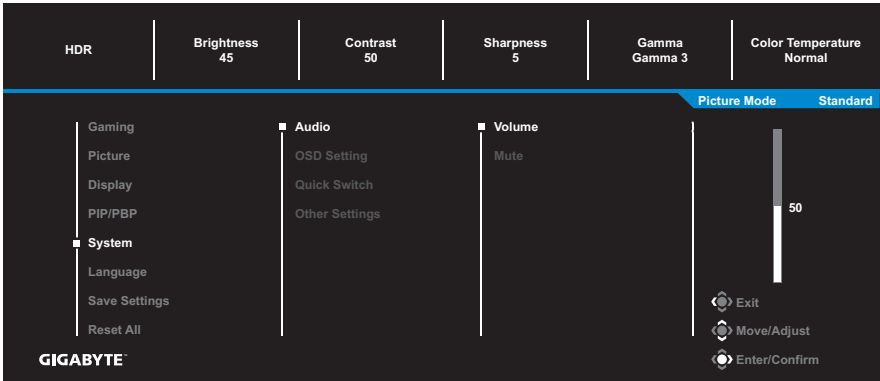 HDR
Brightness
45
Contrast
50
Sharpness
5
Gamma
Gamma 3
Color Temperature
Normal
Picture Mode Standard
Gaming
Picture
Display
PIP/PBP
System
Language
Save Settings
Reset All
Audio
OSD Setting
Quick Switch
Other Settings
Volume
Mute
50
Exit
Move/Adjust
Enter/Confirm
GIGABYTE™